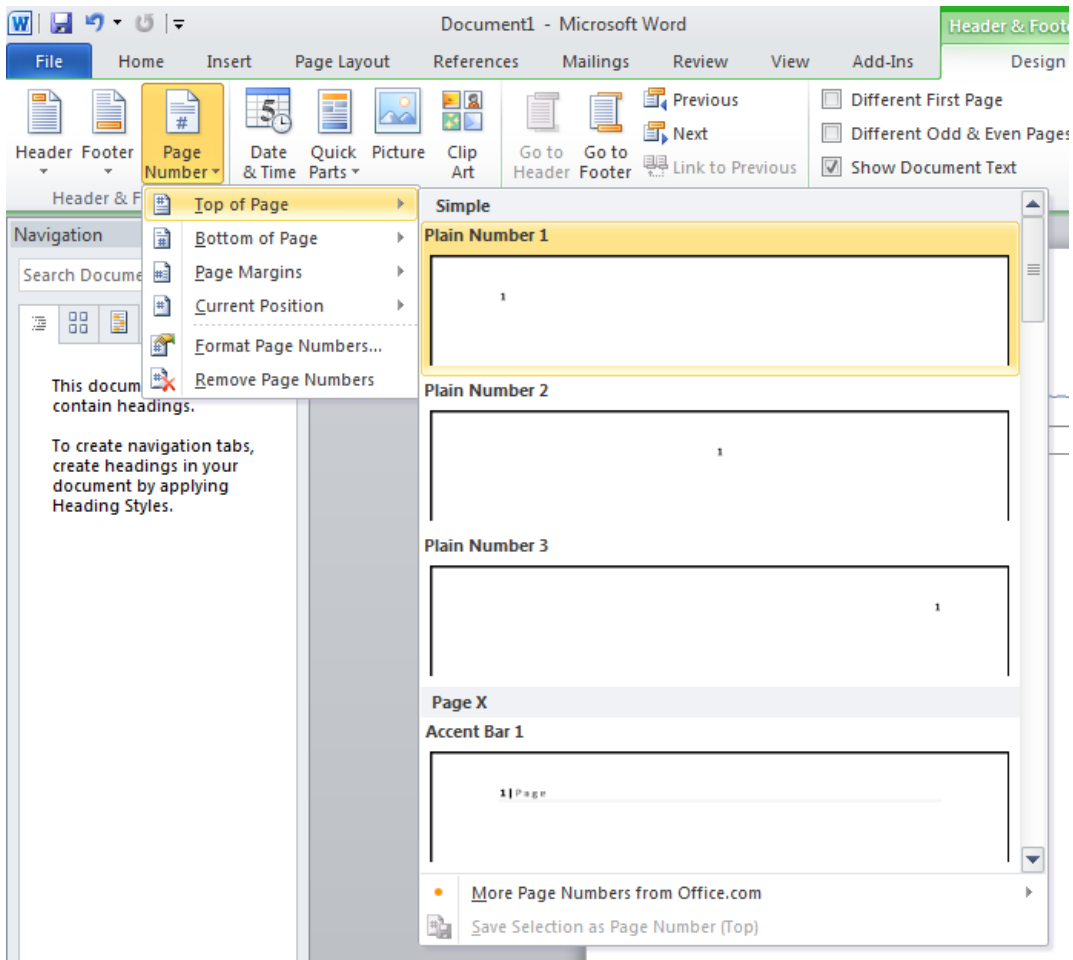 Document1 - Microsoft Word
Header & Foote
File Home Insert Page Layout References Mailings Review View Add-Ins Design
Header Footer Page Number Date & Time Quick Parts Picture Clip Art Go to Header Go to Footer
Previous
Next
Link to Previous
Different First Page
Different Odd & Even Pages
Show Document Text
Header & F
Top of Page
Bottom of Page
Page Margins
Current Position
Format Page Numbers...
Remove Page Numbers
Navigation
Search Docume
This docum
contain headings.
To create navigation tabs,
create headings in your
document by applying
Heading Styles.
Simple
Plain Number 1
1
Plain Number 2
1
Plain Number 3
1
Page X
Accent Bar 1
1|Page
More Page Numbers from Office.com
Save Selection as Page Number (Top)